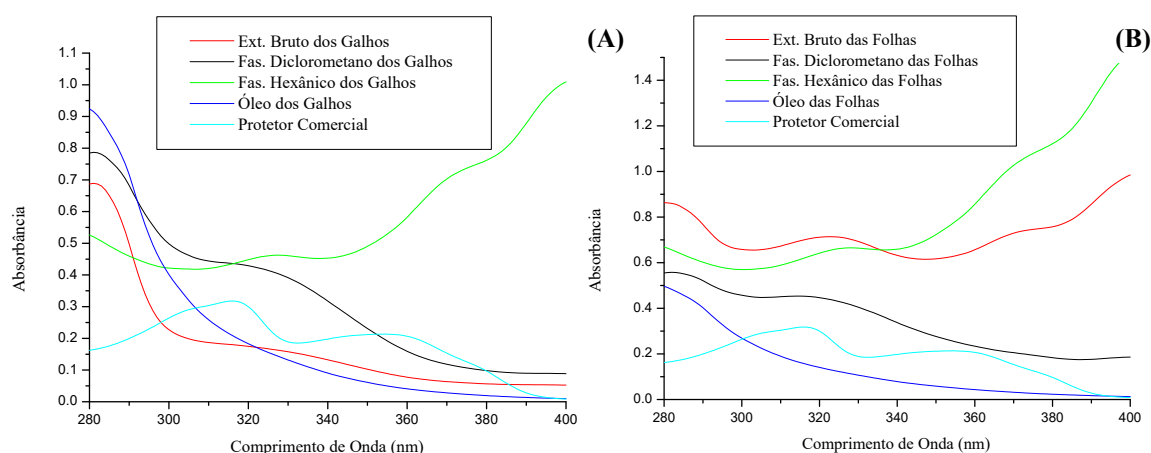 (A)
Ext. Bruto dos Galhos
Fas. Diclorometano dos Galhos
Fas. Hexânico dos Galhos
Óleo dos Galhos
Protetor Comercial
1.1
1.0
0.9
0.8
0.7
0.6
0.5
0.4
0.3
0.2
0.1
0.0
Absorbância
280 300 320 340 360 380 400
Comprimento de Onda (nm)
(B)
Ext. Bruto das Folhas
Fas. Diclorometano das Folhas
Fas. Hexânico das Folhas
Óleo das Folhas
Protetor Comercial
1.4
1.2
1.0
0.8
0.6
0.4
0.2
0.0
Absorbância
280 300 320 340 360 380 400
Comprimento de Onda (nm)